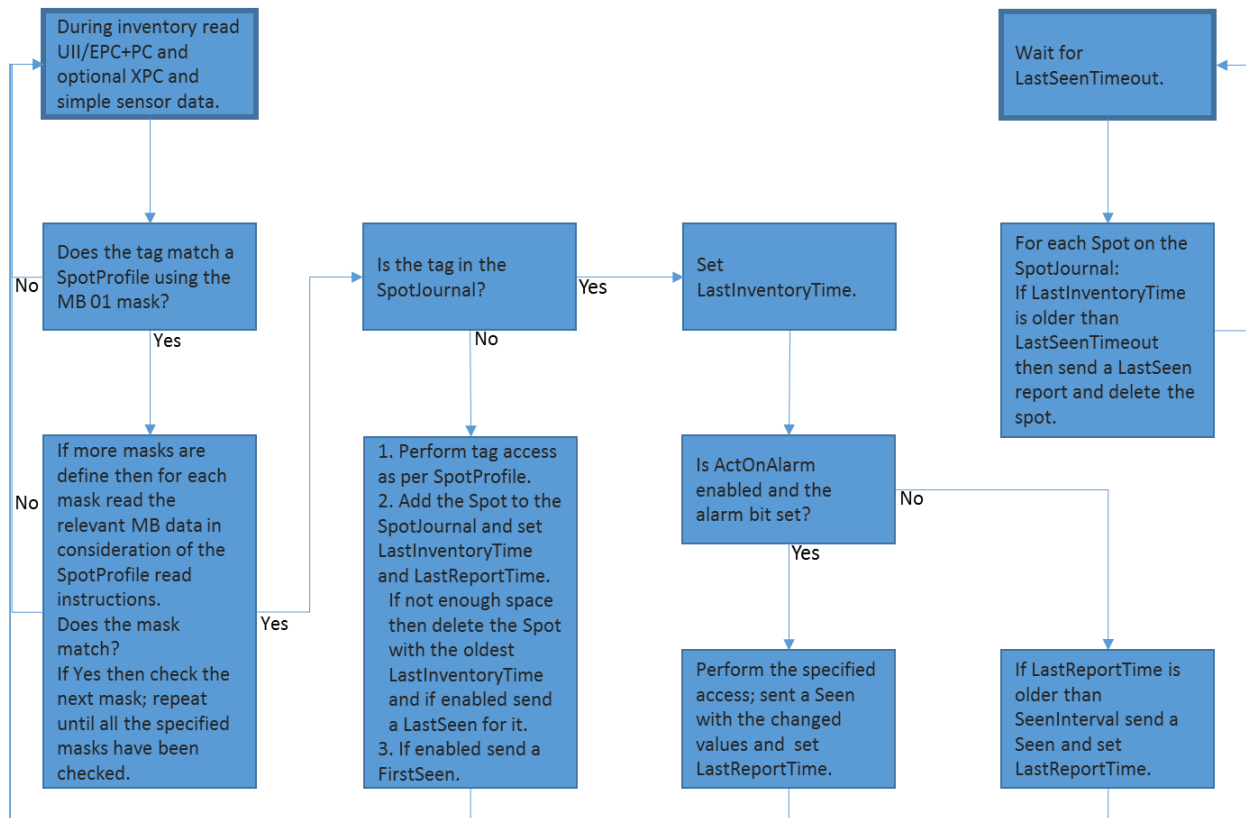 During inventory read
UII/EPC+PC and
optional XPC and
simple sensor data.
Wait for
LastSeenTimeout.
Does the tag match a
SpotProfile using the
MB 01 mask?
No
Yes
Is the tag in the
SpotJournal?
Yes
No
Set
LastInventoryTime.
For each Spot on the
SpotJournal:
If LastInventoryTime
is older than
LastSeenTimeout
then send a LastSeen
report and delete the
spot.
If more masks are
define then for each
mask read the
relevant MB data in
consideration of the
SpotProfile read
instructions.
Does the mask
match?
If Yes then check the
next mask; repeat
until all the specified
masks have been
checked.
No
Yes
1. Perform tag access
as per SpotProfile.
2. Add the Spot to the
SpotJournal and set
LastInventoryTime
and LastReportTime.
If not enough space
then delete the Spot
with the oldest
LastInventoryTime
and if enabled send
a LastSeen for it.
3. If enabled send a
FirstSeen.
Is ActOnAlarm
enabled and the
alarm bit set?
No
Yes
Perform the specified
access; sent a Seen
with the changed
values and  set
LastReportTime.
If LastReportTime is
older than
SeenInterval send a
Seen and set
LastReportTime.